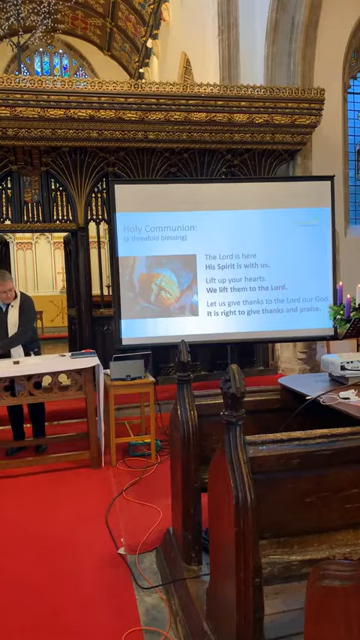 Holy Communion:
(a threefold blessing)
The Lord is here
His Spirit is with us.
Lift up your hearts.
We lift them to the Lord.
Let us give thanks to the Lord our God
It is right to give thanks and praise.